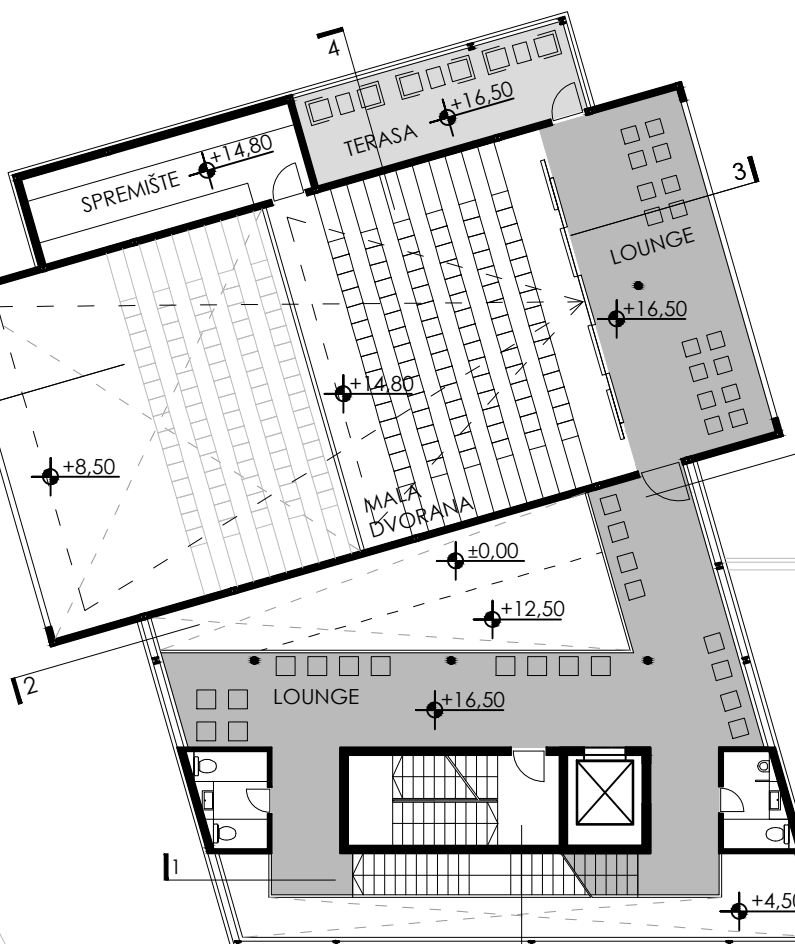 4
+16,50
TERASA
+14,80
SPREMIŠTE
3
LOUNGE
+16,50
+14,80
+8,50
MALA
DVORANA
±0,00
+12,50
2
LOUNGE
+16,50
1
+4,50